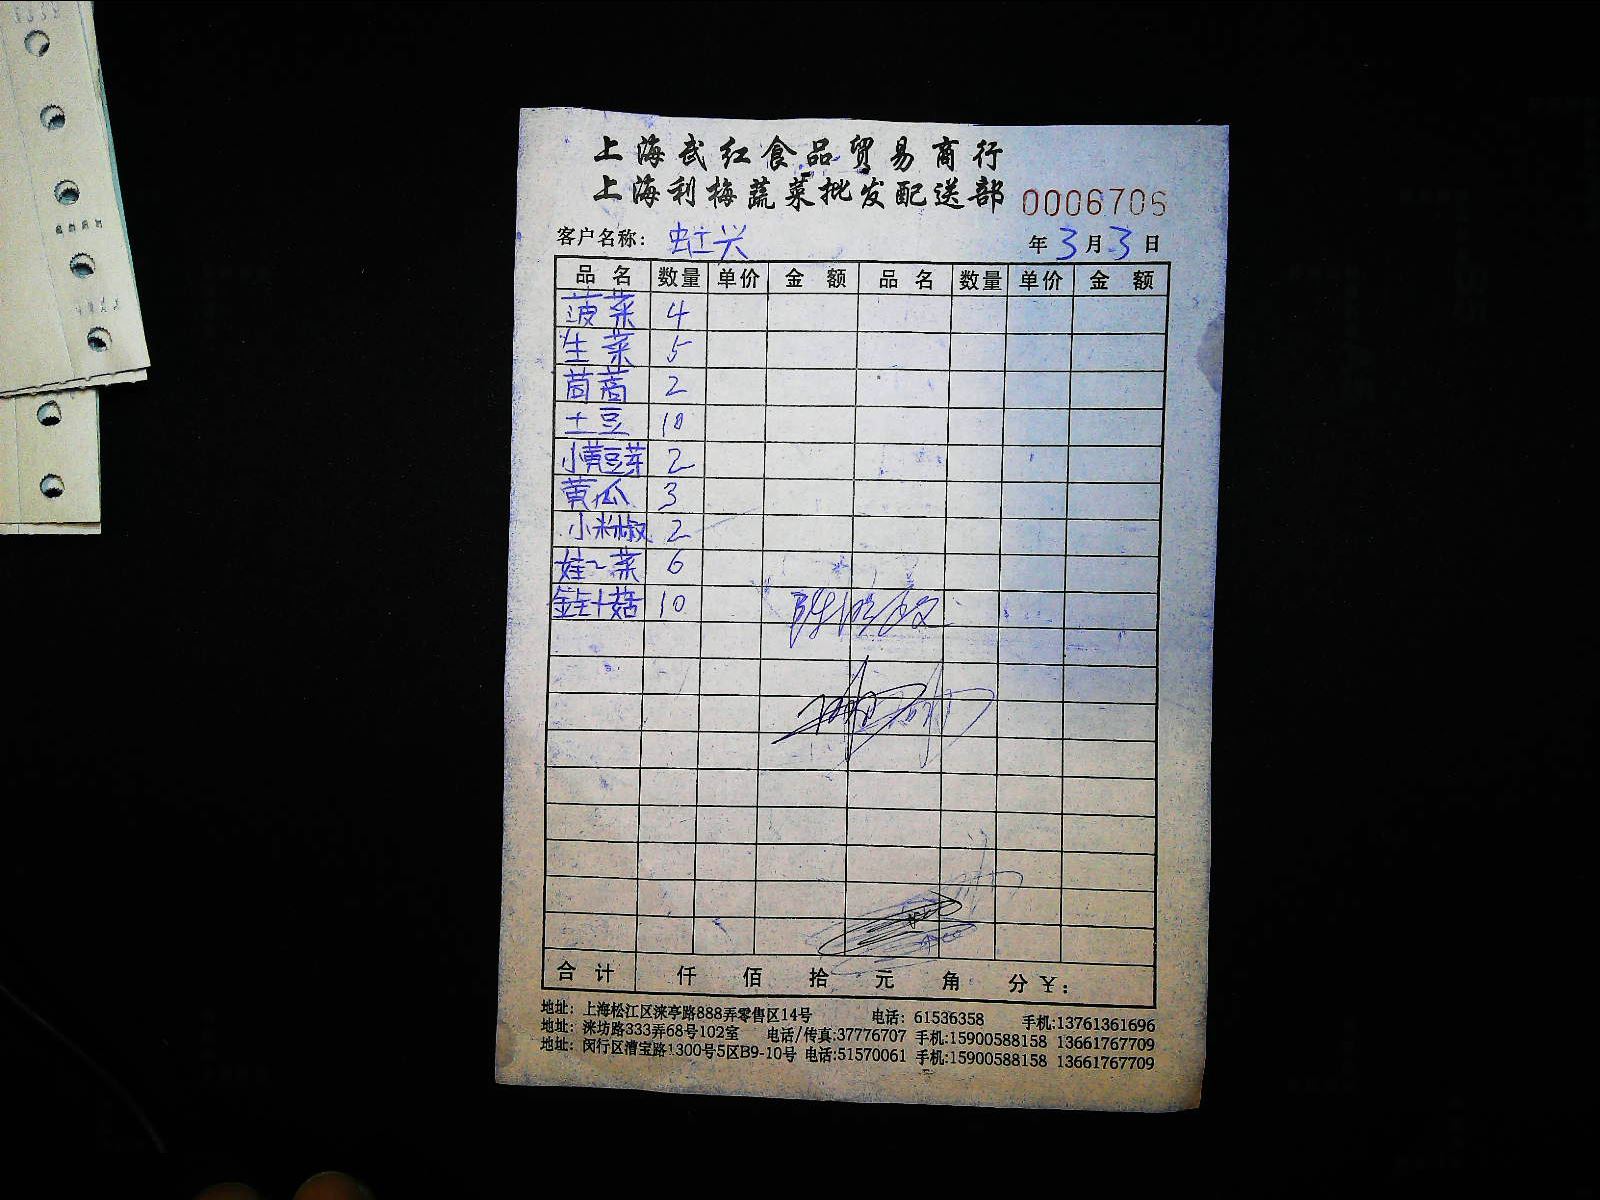 上海武红食品贸易商行
上海利梅蔬菜批发配送部 0006706
客户名称: 虹兴 年 3 月 3 日
品名 数量 单价 金额 品名 数量 单价 金额
菠菜 4
生菜 5
茼蒿 2
土豆 10
小黄豆芽 2
黄瓜 3
小米椒 2
娃~菜 6
金针菇 10
合计 仟 佰 拾 元 角 分 ￥:
地址: 上海松江区涞亭路888弄零售区14号 电话: 61536358 手机:13761361696
地址: 涞坊路333弄68号102室 电话/传真:37776707 手机:15900588158 13661767709
地址: 闵行区漕宝路1300号5区B9-10号 电话:51570061 手机:15900588158 13661767709